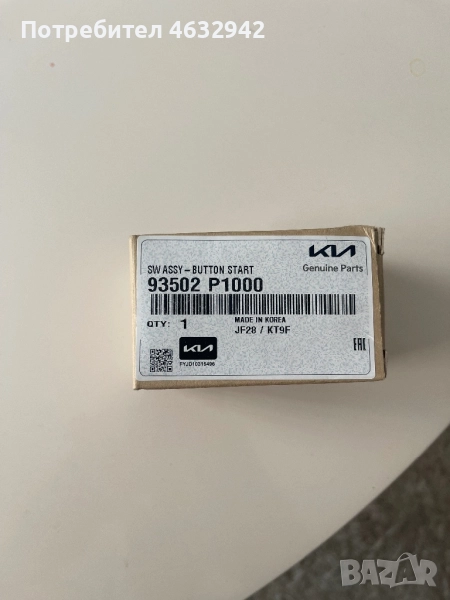 Потребител 4632942
KIA
SW ASSY-BUTTON START
Genuine Parts
93502 P1000
QTY: 1
MADE IN KOREA
JF28 / KT9F
KIA
EAC
BAZAR